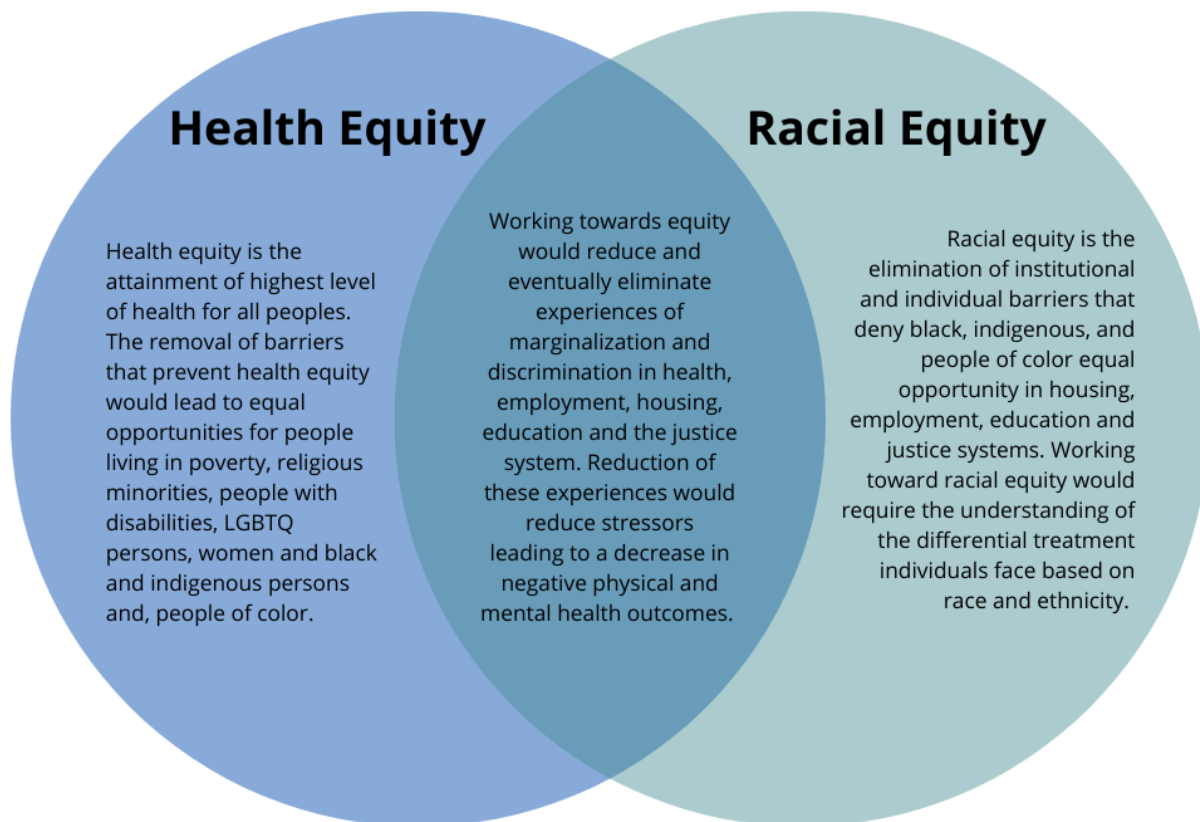 Health Equity
Health equity is the
attainment of highest level
of health for all peoples.
The removal of barriers
that prevent health equity
would lead to equal
opportunities for people
living in poverty, religious
minorities, people with
disabilities, LGBTQ
persons, women and black
and indigenous persons
and, people of color.
Working towards equity
would reduce and
eventually eliminate
experiences of
marginalization and
discrimination in health,
employment, housing,
education and the justice
system. Reduction of
these experiences would
reduce stressors
leading to a decrease in
negative physical and
mental health outcomes.
Racial Equity
Racial equity is the
elimination of institutional
and individual barriers that
deny black, indigenous, and
people of color equal
opportunity in housing,
employment, education and
justice systems. Working
toward racial equity would
require the understanding of
the differential treatment
individuals face based on
race and ethnicity.